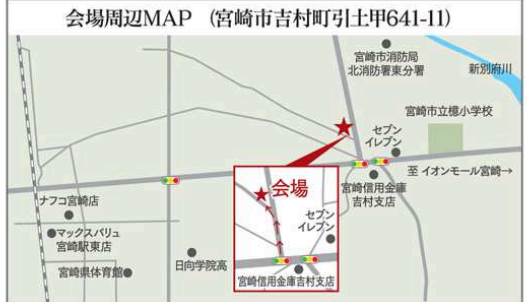 会場周辺MAP (宮崎市吉村町引土甲641-11)
宮崎市消防局
北消防署東分署
新別府川
宮崎市立檍小学校
セブン
イレブン
至 イオンモール宮崎→
宮崎信用金庫
吉村支店
会場
セブン
イレブン
宮崎信用金庫吉村支店
ナフコ宮崎店
マックスバリュ
宮崎駅東店
宮崎県体育館
日向学院高